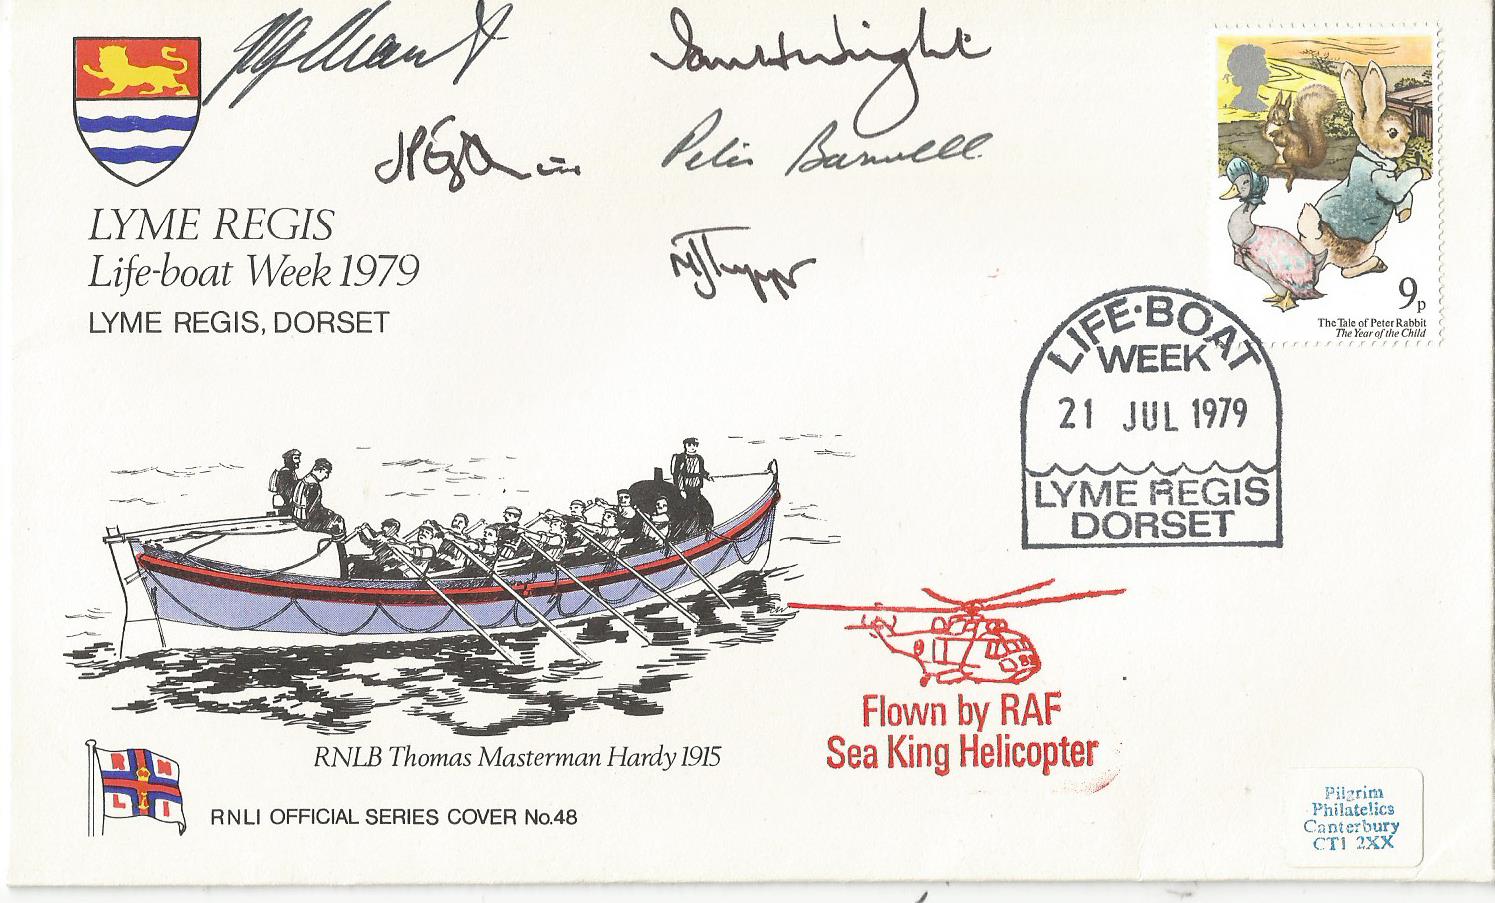 Ian H Wright
Peter Barwell
LYME REGIS
Life-boat Week 1979
LYME REGIS, DORSET
9p
The Tale of Peter Rabbit
The Year of the Child
LIFE·BOAT
WEEK
21 JUL 1979
LYME REGIS
DORSET
Flown by RAF
Sea King Helicopter
RNLB Thomas Masterman Hardy 1915
R N
L I
RNLI OFFICIAL SERIES COVER No.48
Pilgrim
Philatelics
Canterbury
CT1 2XX